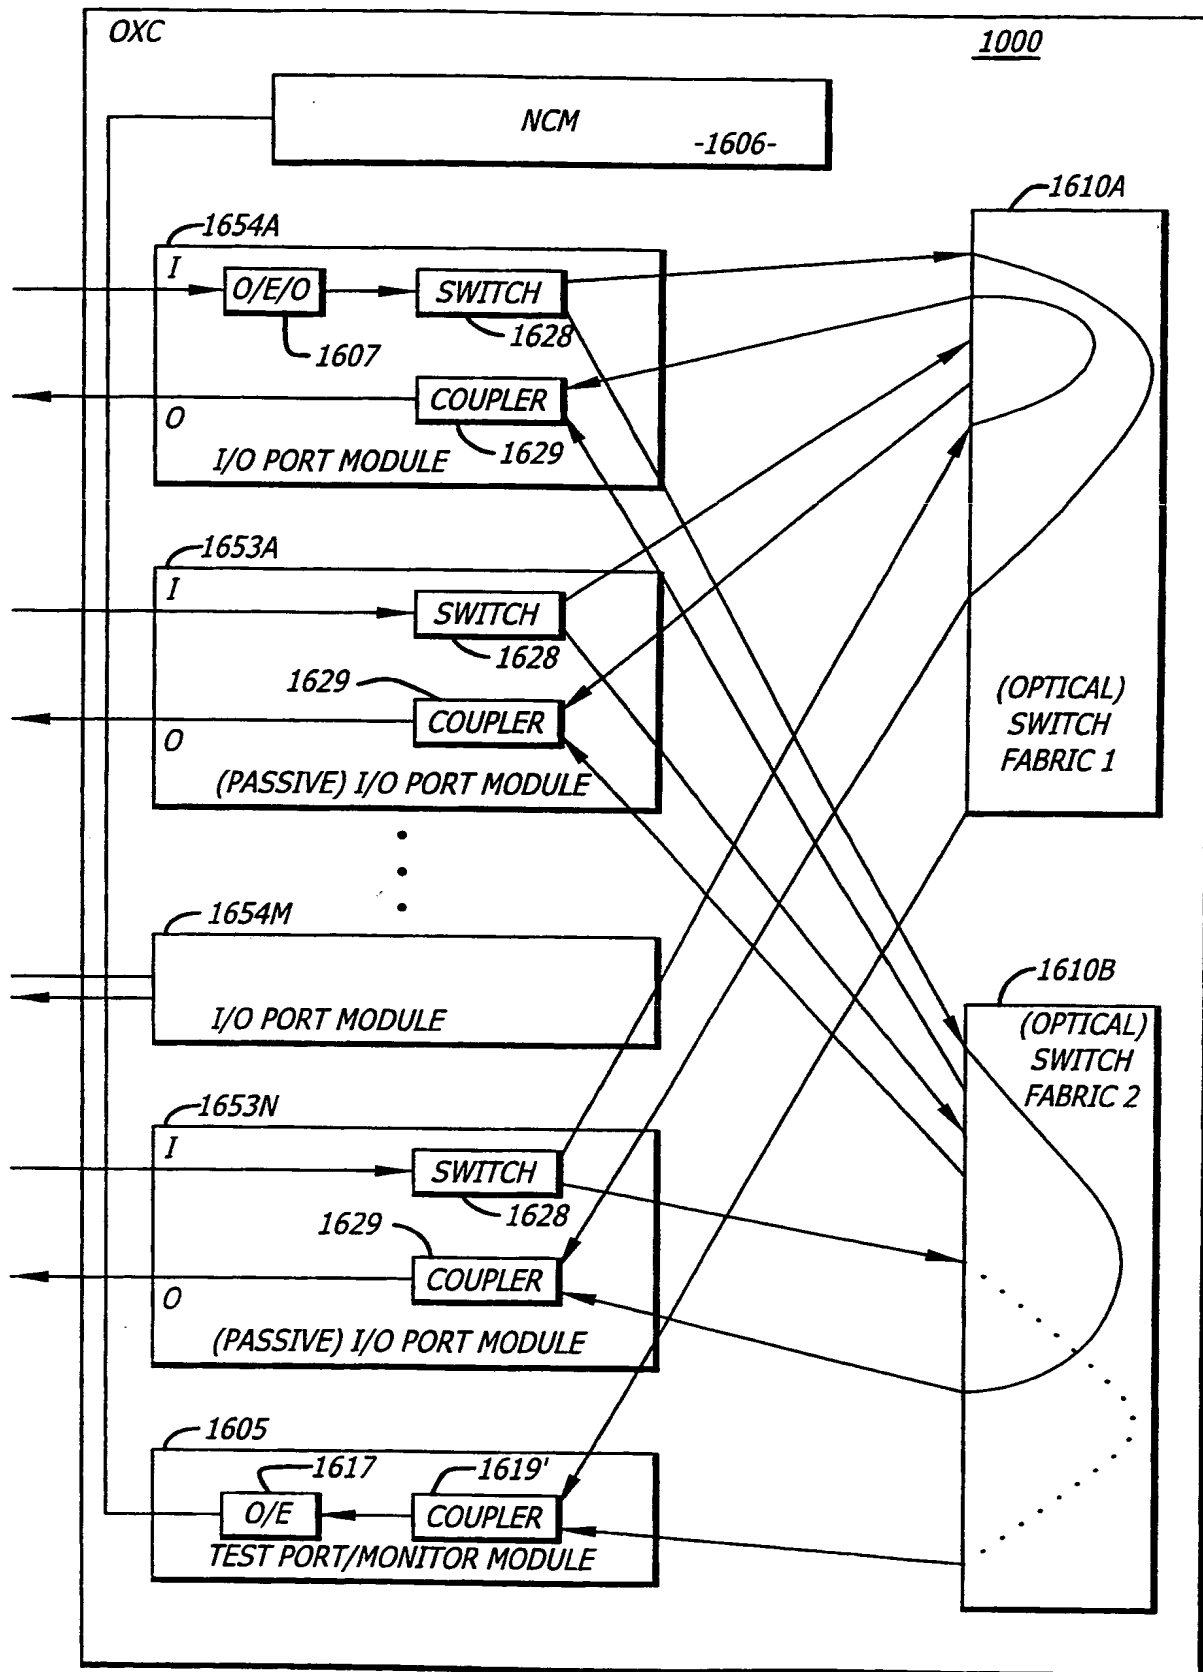 OXC
1000
NCM
-1606-
1610A
1654A
I
O/E/O
SWITCH
1628
1607
COUPLER
O
1629
I/O PORT MODULE
1653A
I
SWITCH
1628
1629
COUPLER
O
(PASSIVE) I/O PORT MODULE
(OPTICAL)
SWITCH
FABRIC 1
1654M
I/O PORT MODULE
1610B
(OPTICAL)
SWITCH
FABRIC 2
1653N
I
SWITCH
1628
1629
COUPLER
O
(PASSIVE) I/O PORT MODULE
1605
1617
1619'
O/E
COUPLER
TEST PORT/MONITOR MODULE